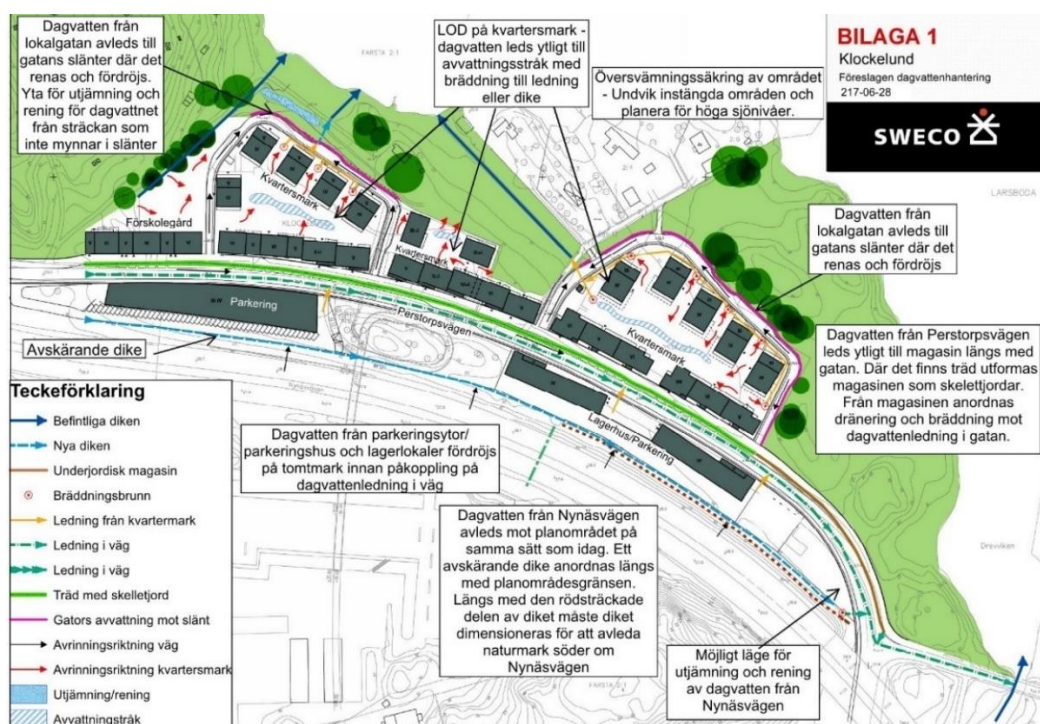 Dagvatten från
lokalgatan avleds till
gatans slänter där det
renas och fördröjs.
Yta för utjämning och
rening för dagvattnet
från sträckan som
inte mynnar i slänter
LOD på kvartersmark -
dagvatten leds ytligt till
avvattningsstråk med
bräddning till ledning
eller dike
Översvämningssäkring av området
- Undvik instängda områden och
planera för höga sjönivåer.
BILAGA 1
Klockelund
Föreslagen dagvattenhantering
217-06-28
SWECO
FARSTA 2:1
LARSBODA
Förskolegård
Kvartersmark
Kvartersmark
Kvartersmark
Dagvatten från
lokalgatan avleds till
gatans slänter där det
renas och fördröjs
Parkering
Perstorpsvägen
Avskärande dike
Lagerhus/Parkering
Dagvatten från Perstorpsvägen
leds ytligt till magasin längs med
gatan. Där det finns träd utformas
magasinen som skelettjordar.
Från magasinen anordnas
dränering och bräddning mot
dagvattenledning i gatan.
Dagvatten från parkeringsytor/
parkeringshus och lagerlokaler fördröjs
på tomtmark innan påkoppling på
dagvattenledning i väg
Dagvatten från Nynäsvägen
avleds mot planområdet på
samma sätt som idag. Ett
avskärande dike anordnas längs
med planområdesgränsen.
Längs med den rödsträckade
delen av diket måste diket
dimensioneras för att avleda
naturmark söder om
Nynäsvägen
Möjligt läge för
utjämning och rening
av dagvatten från
Nynäsvägen
Drevviken
FARSTA 2:1
Teckeförklaring
Befintliga diken
Nya diken
Underjordisk magasin
Bräddningsbrunn
Ledning från kvartermark
Ledning i väg
Ledning i väg
Träd med skelletjord
Gators avvattning mot slänt
Avrinningsriktning väg
Avrinningsriktning kvartersmark
Utjämning/rening
Avvattningstråk